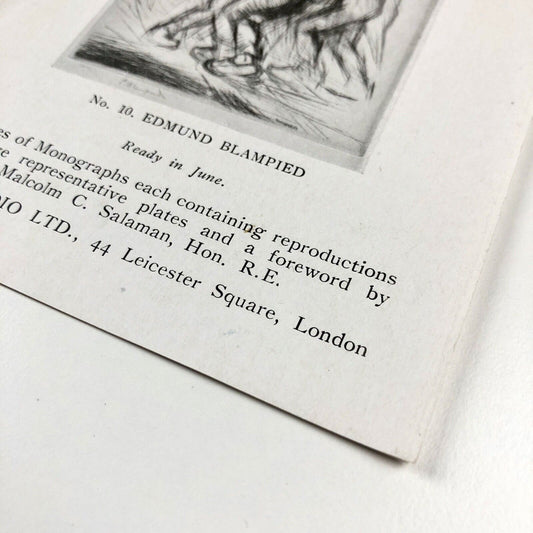 No. 10. EDMUND BLAMPIED
Ready in June.
es of Monographs each containing reproductions
representative plates and a foreword by
Malcolm C. Salaman, Hon. R.E.
DIO LTD., 44 Leicester Square, London